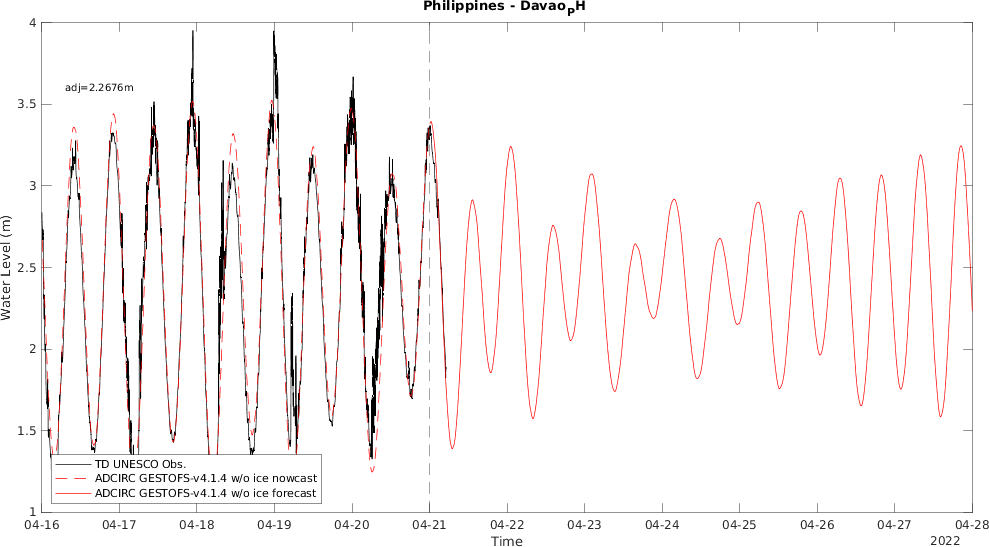 Philippines - DavaoPH
4
3.5
3
2.5
2
1.5
1
Water Level (m)
adj=2.2676m
TD UNESCO Obs.
ADCIRC GESTOFS-v4.1.4 w/o ice nowcast
ADCIRC GESTOFS-v4.1.4 w/o ice forecast
04-16 04-17 04-18 04-19 04-20 04-21 04-22 04-23 04-24 04-25 04-26 04-27 04-28
Time
2022